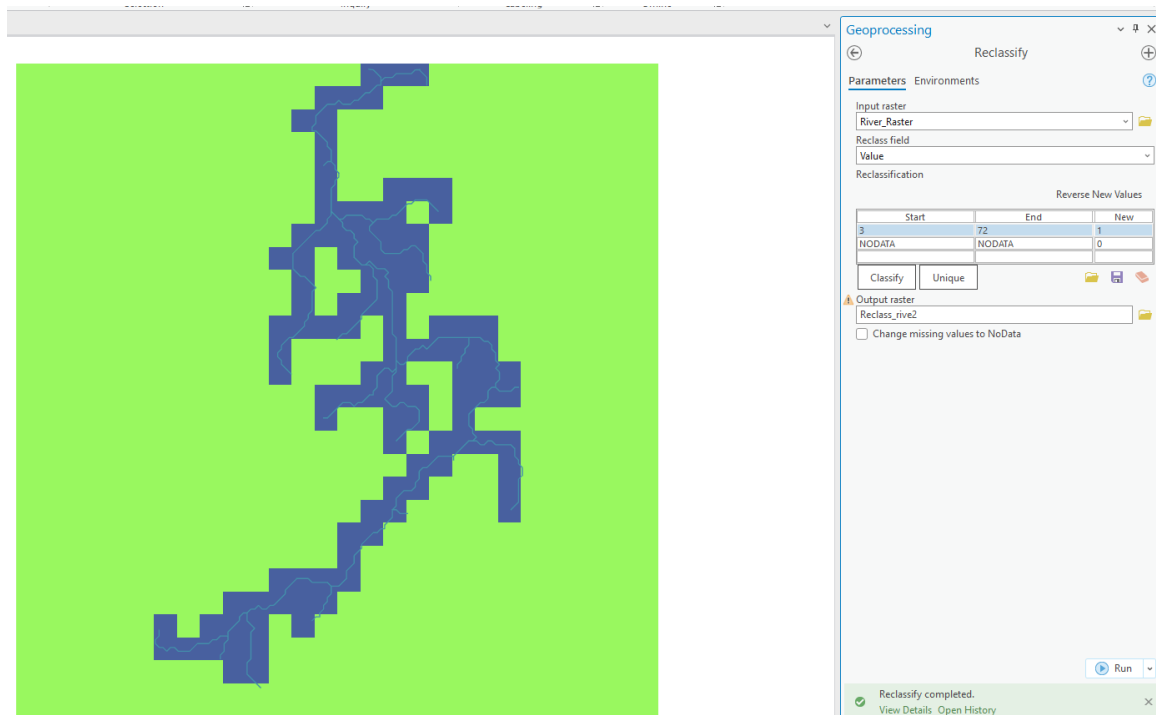 Geoprocessing
Reclassify
Parameters Environments
Input raster
River_Raster
Reclass field
Value
Reclassification
Reverse New Values
Start End New
3 72 1
NODATA NODATA 0
Classify Unique
Output raster
Reclass_rive2
Change missing values to NoData
Run
Reclassify completed.
View Details Open History